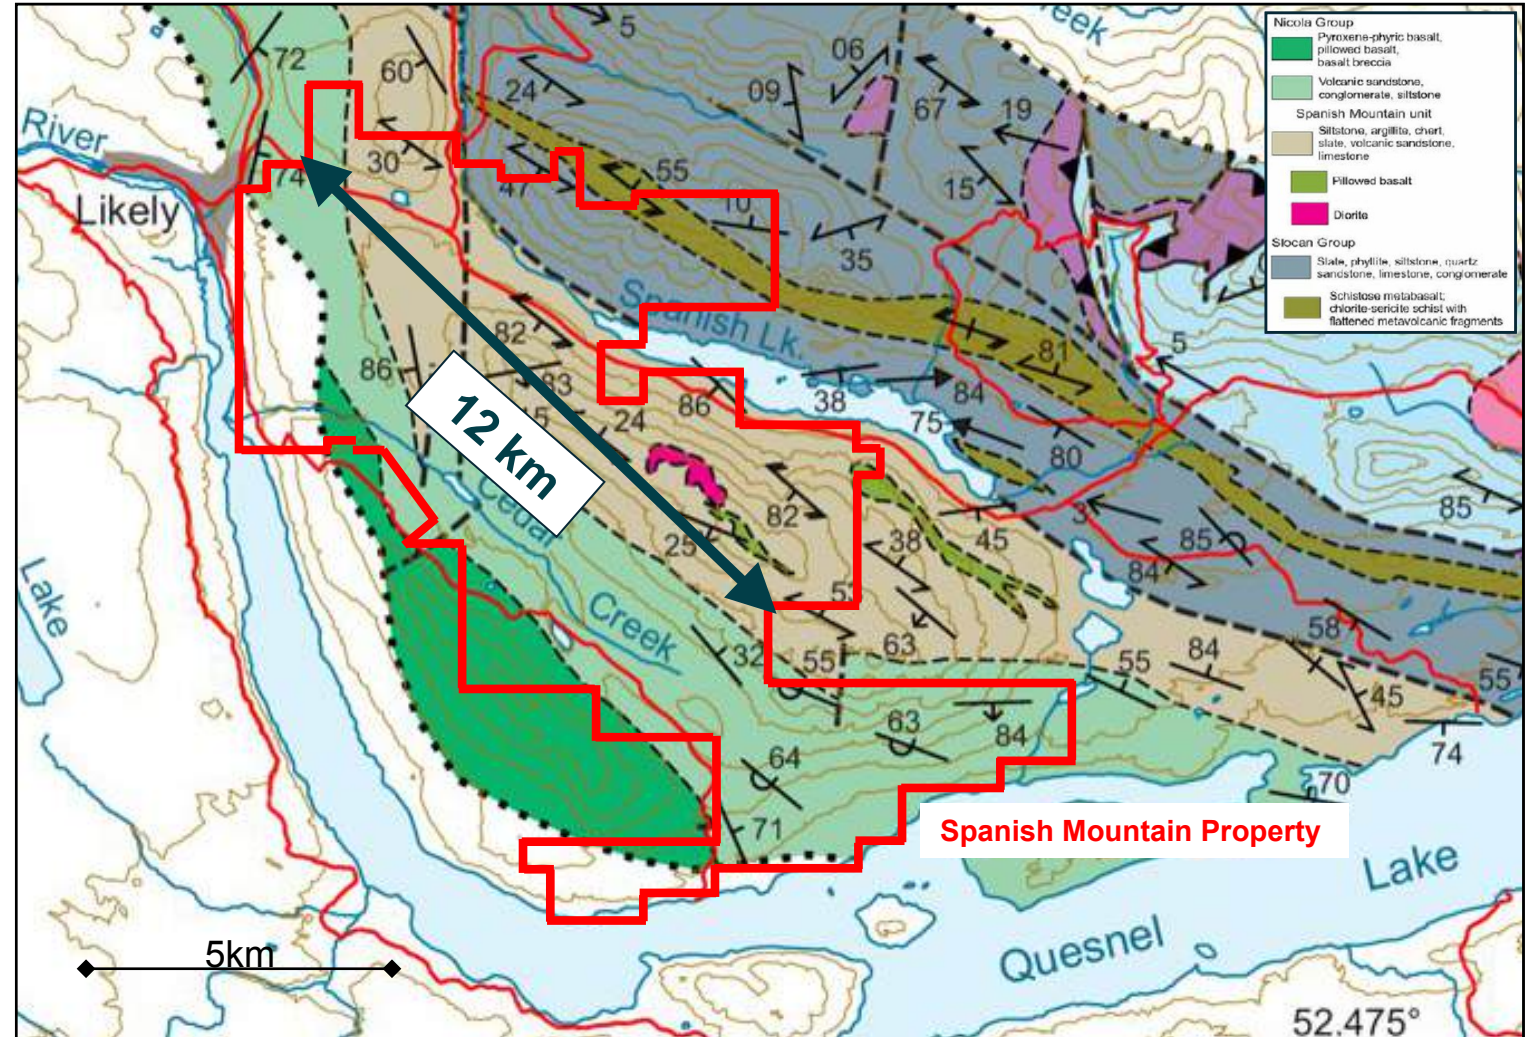 5
reek
72
60
24
06
09
67
19
Nicola Group
Pyroxene-phyric basalt,
pillowed basalt,
basalt breccia
Volcanic sandstone,
conglomerate, siltstone
Spanish Mountain unit
Siltstone, argillite, chert,
slate, volcanic sandstone,
limestone
Pillowed basalt
Diorite
Slocan Group
Slate, phyllite, siltstone, quartz
sandstone, limestone, conglomerate
Schistose metabasalt;
chlorite-sericite schist with
flattened metavolcanic fragments
River
74
30
47
55
10
15
Likely
35
Spanish Lk.
82
86
83
81
5
84
12 km
15
24
86
38
75
80
Cedar
82
25
38
45
3
85
85
84
Lake
Creek
53
63
58
32
55
55
84
45
55
63
84
74
64
70
71
Spanish Mountain Property
Lake
Quesnel
5km
52.475°